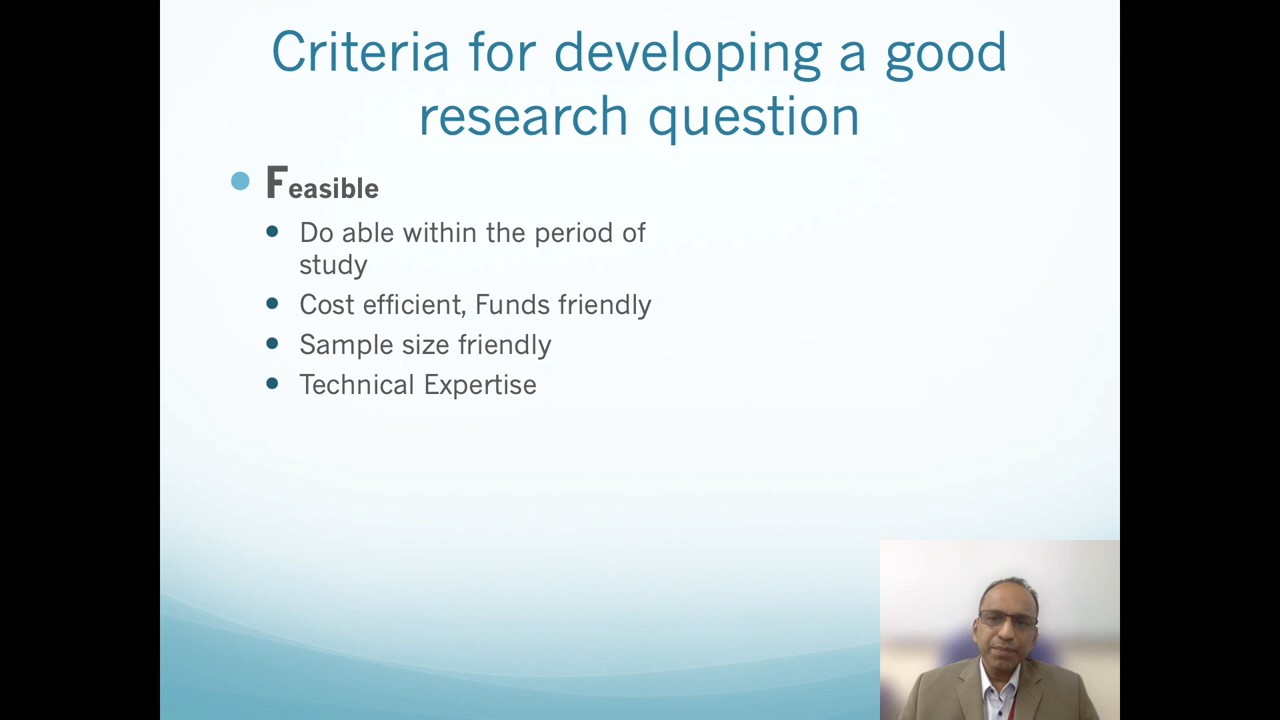 Criteria for developing a good
research question
Feasible
Do able within the period of
study
Cost efficient, Funds friendly
Sample size friendly
Technical Expertise